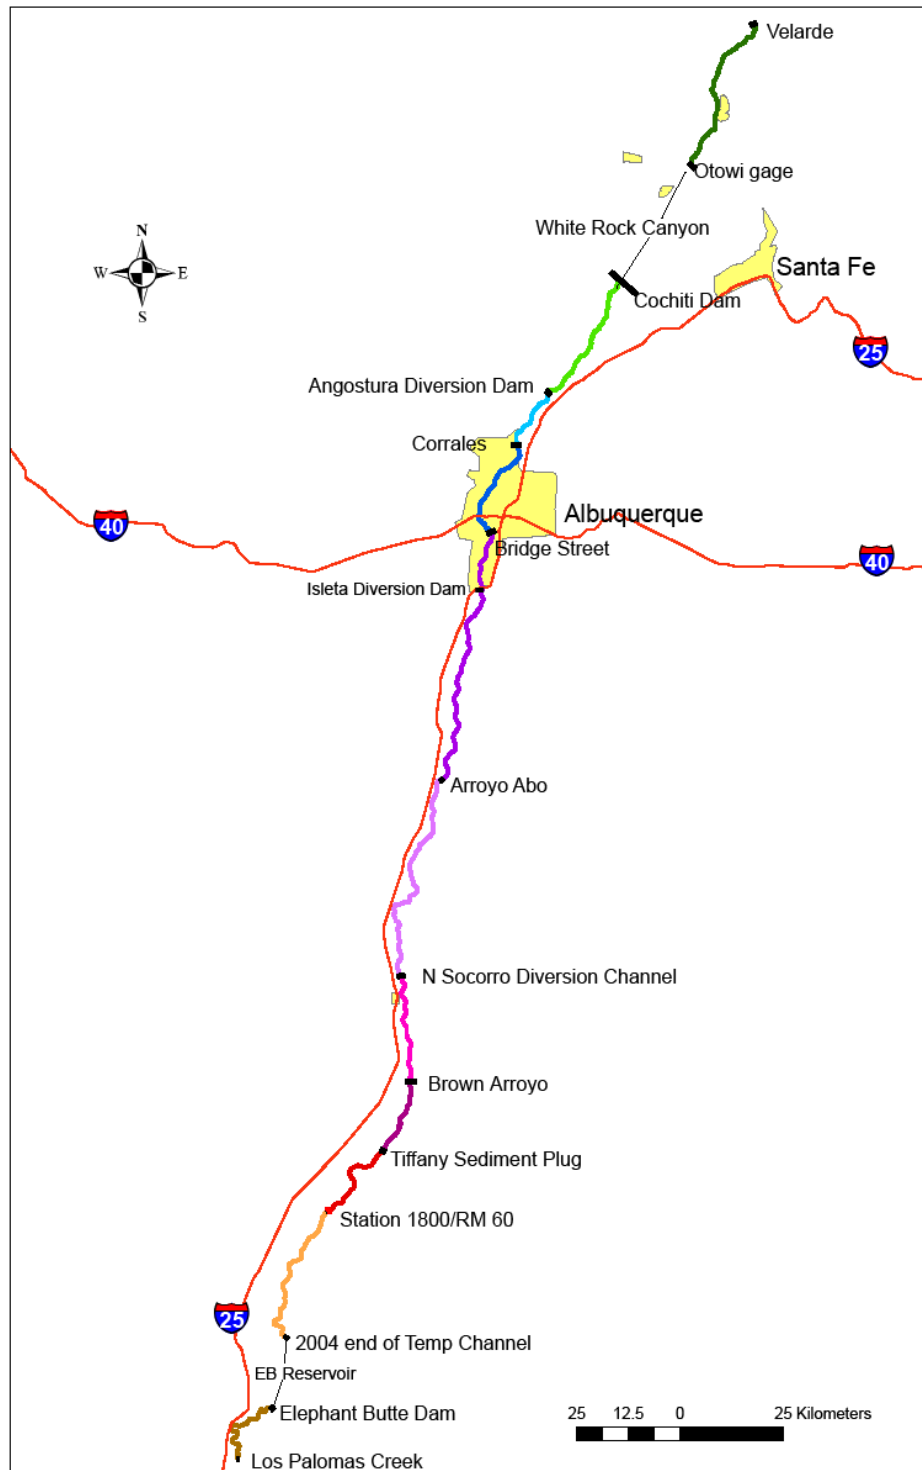 Velarde
Otowi gage
White Rock Canyon
N
W E
S
Santa Fe
Cochiti Dam
25
Angostura Diversion Dam
Corrales
Albuquerque
40
Bridge Street
40
Isleta Diversion Dam
Arroyo Abo
N Socorro Diversion Channel
Brown Arroyo
Tiffany Sediment Plug
Station 1800/RM 60
25
2004 end of Temp Channel
EB Reservoir
Elephant Butte Dam
25 12.5 0 25 Kilometers
Los Palomas Creek